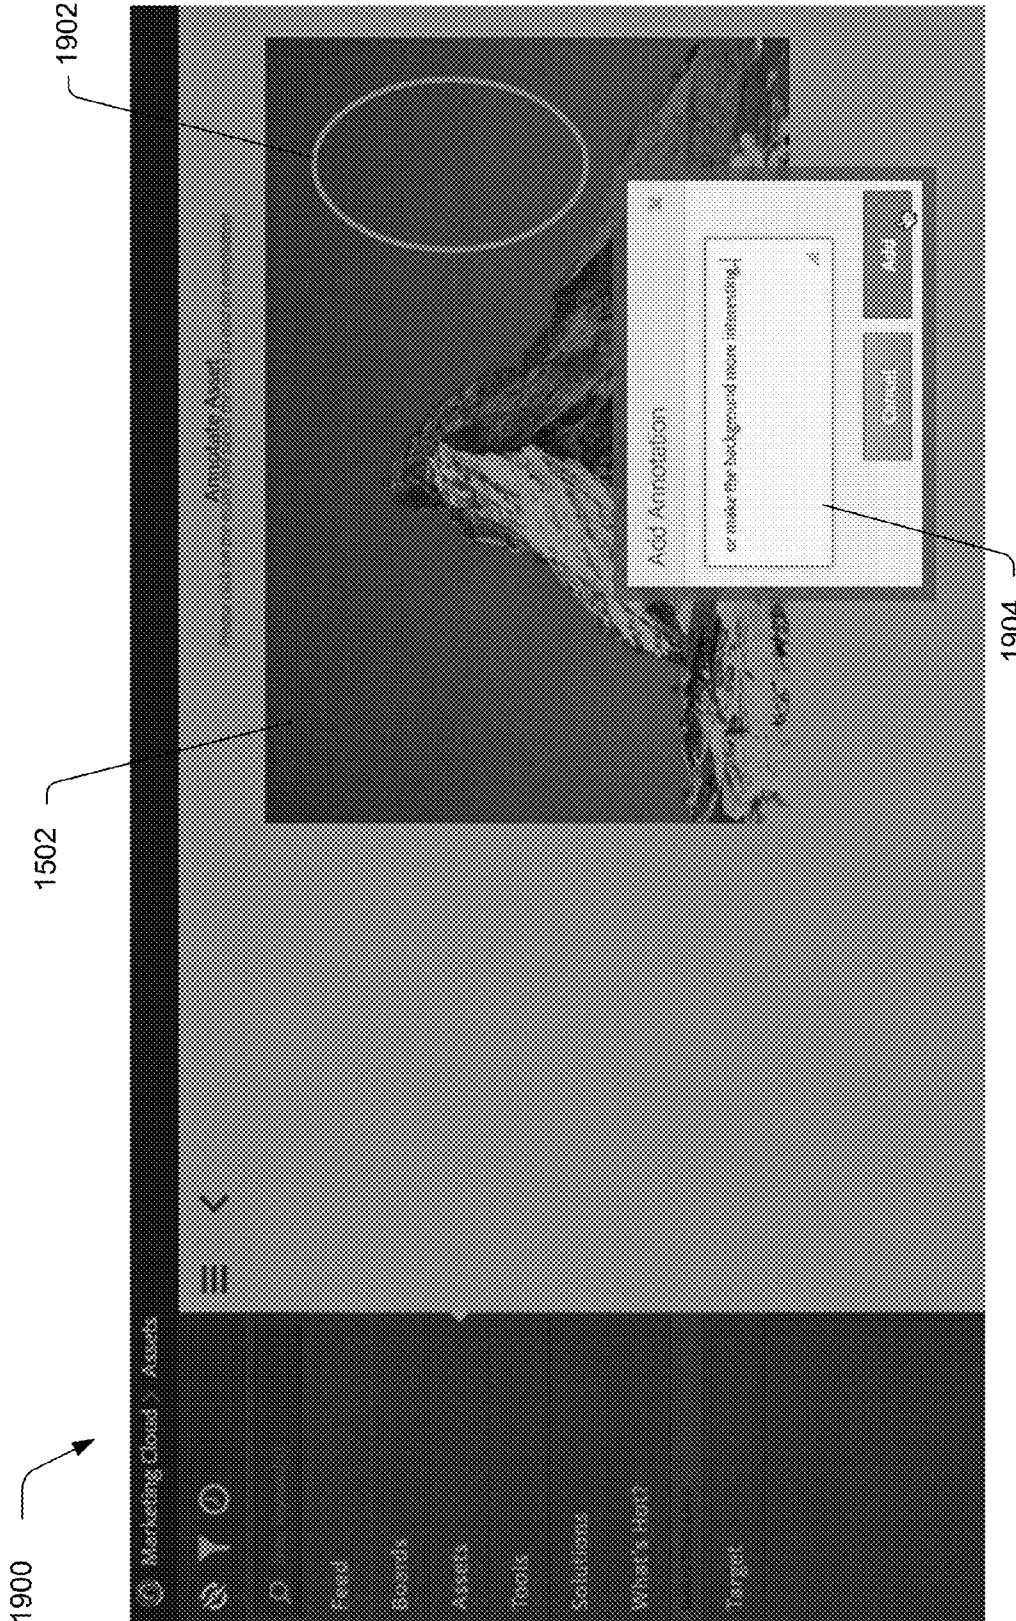 1900
1502
1902
Marketing Cloud > Assets
Annotate Asset
Feed
Boards
Assets
Tools
Solutions
What's Hot?
Target
Add Annotation
x
or make the background more interesting.
Cancel
Add
1904